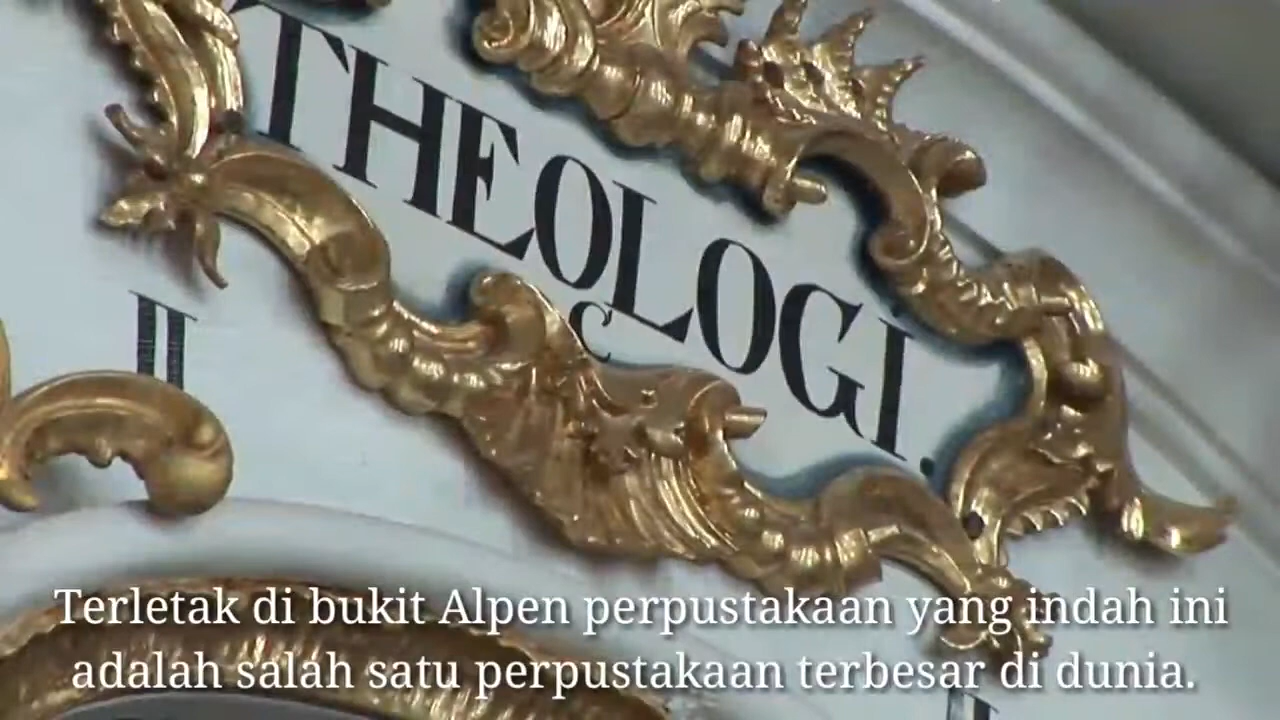 THEOLOGI.
C
II
Terletak di bukit Alpen perpustakaan yang indah ini
adalah salah satu perpustakaan terbesar di dunia.